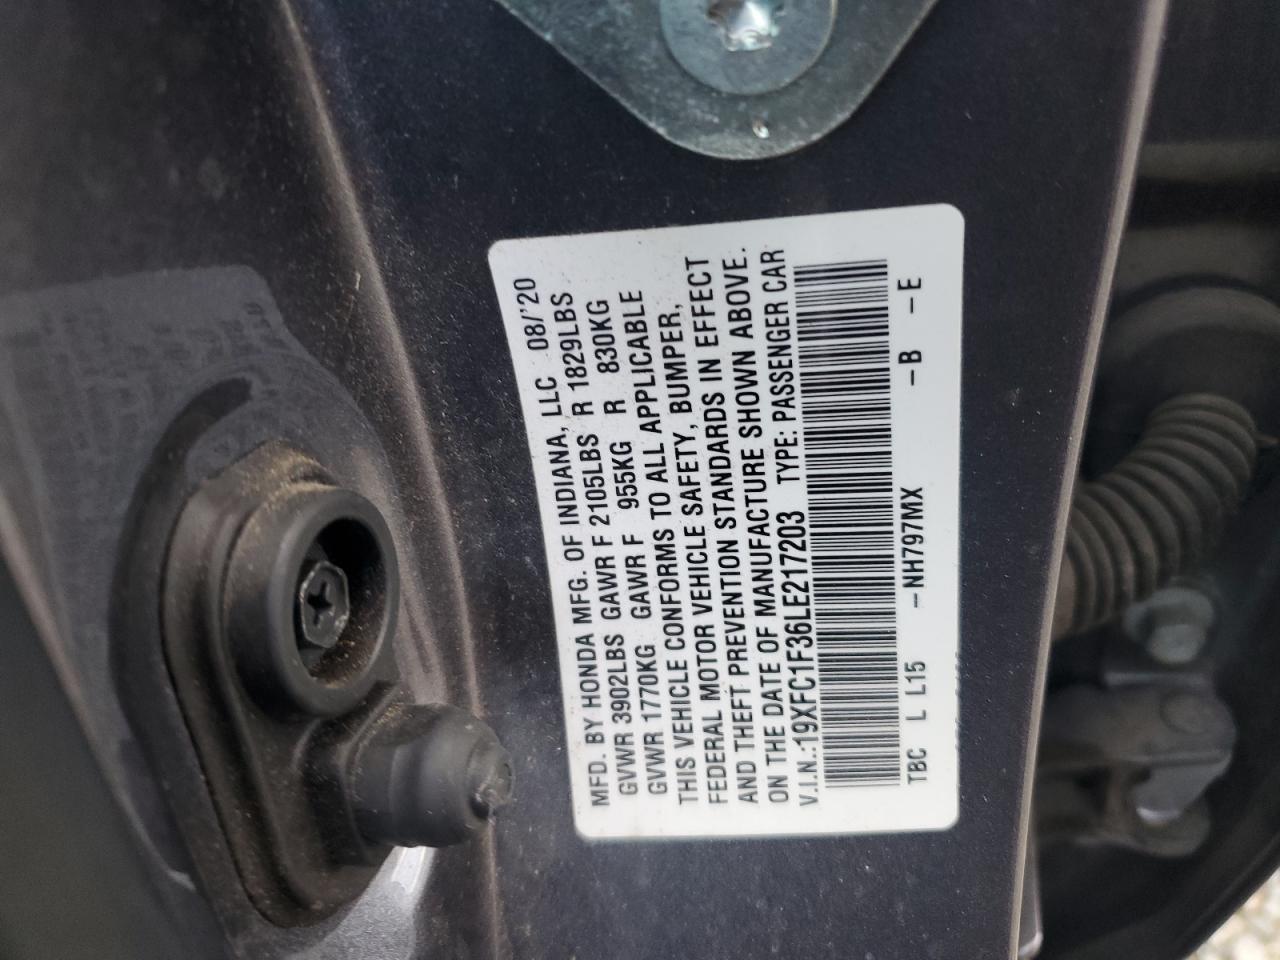 MFD. BY HONDA MFG. OF INDIANA, LLC 08/'20
GVWR 3902LBS GAWR F 2105LBS R 1829LBS
GVWR 1770KG GAWR F 955KG R 830KG
THIS VEHICLE CONFORMS TO ALL APPLICABLE
FEDERAL MOTOR VEHICLE SAFETY, BUMPER,
AND THEFT PREVENTION STANDARDS IN EFFECT
ON THE DATE OF MANUFACTURE SHOWN ABOVE.
V.I.N.:19XFC1F36LE217203 TYPE: PASSENGER CAR
TBC L L15 -NH797MX -B -E